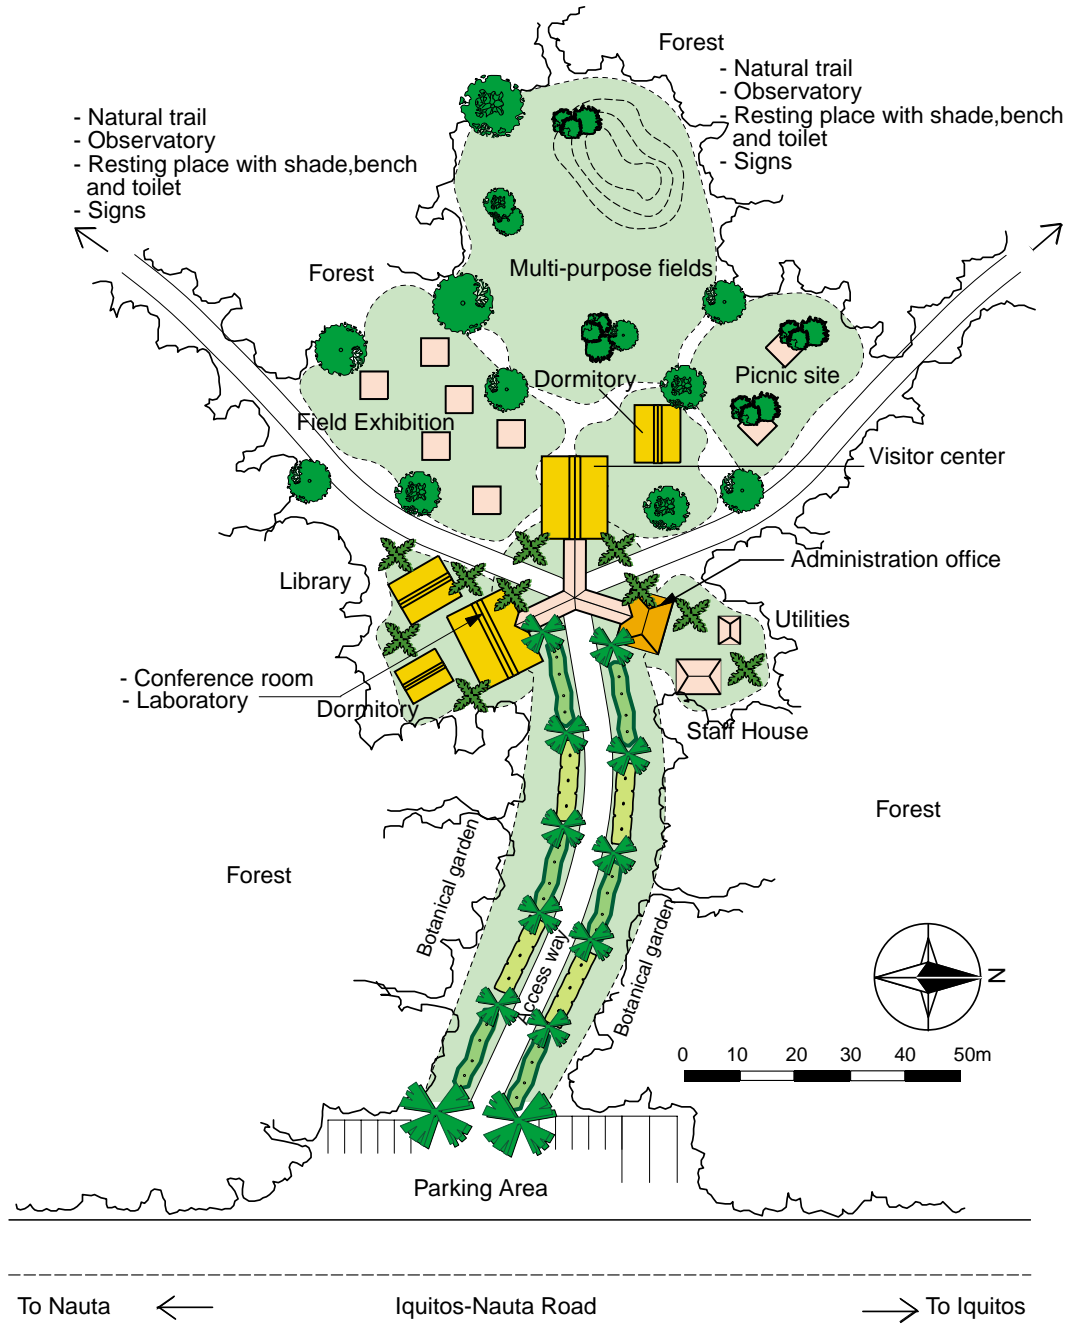 Forest
- Natural trail
- Observatory
- Resting place with shade,bench
and toilet
- Signs
- Natural trail
- Observatory
- Resting place with shade,bench
and toilet
- Signs
Forest
Multi-purpose fields
Dormitory
Picnic site
Field Exhibition
Visitor center
Administration office
Library
Utilities
- Conference room
- Laboratory
Dormitory
Staff House
Forest
Forest
Botanical garden
Botanical garden
Access way
N
0 10 20 30 40 50m
Parking Area
To Nauta
Iquitos-Nauta Road
To Iquitos